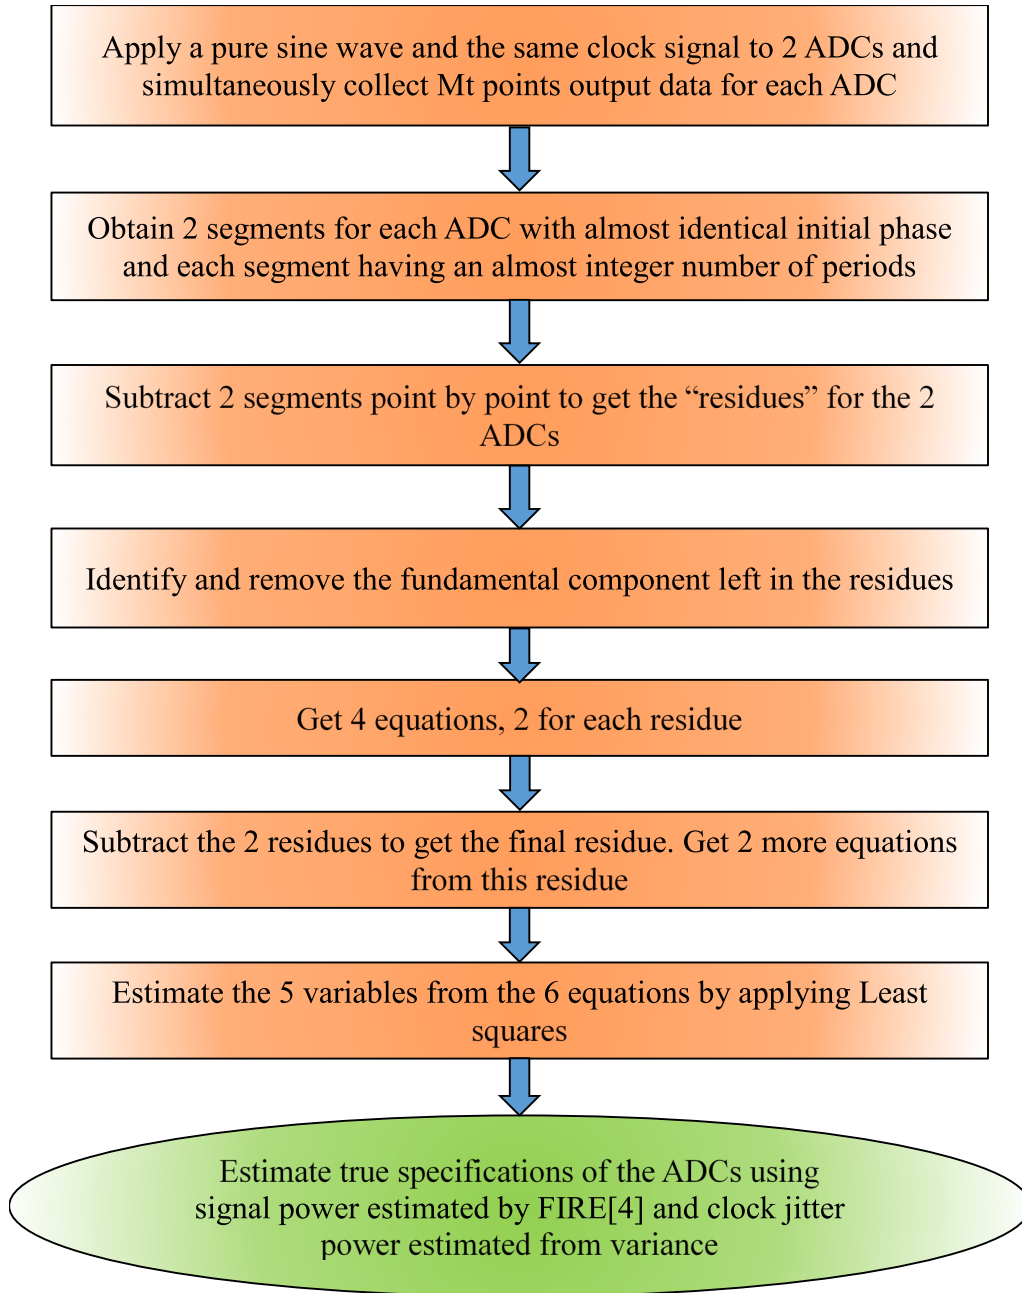 Apply a pure sine wave and the same clock signal to 2 ADCs and
simultaneously collect Mt points output data for each ADC
Obtain 2 segments for each ADC with almost identical initial phase
and each segment having an almost integer number of periods
Subtract 2 segments point by point to get the “residues” for the 2
ADCs
Identify and remove the fundamental component left in the residues
Get 4 equations, 2 for each residue
Subtract the 2 residues to get the final residue. Get 2 more equations
from this residue
Estimate the 5 variables from the 6 equations by applying Least
squares
Estimate true specifications of the ADCs using
signal power estimated by FIRE[4] and clock jitter
power estimated from variance